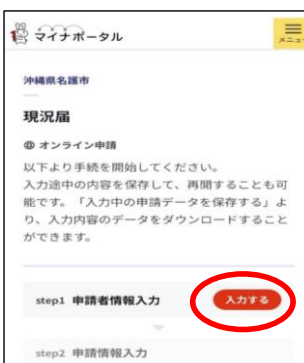 マイナポータル
メニュー
沖縄県名護市
現況届
オンライン申請
以下より手続を開始してください。
入力途中の内容を保存して、再開することも可
能です。「入力中の申請データを保存する」よ
り、入力内容のデータをダウンロードすること
ができます。
step1 申請者情報入力
入力する
step2 申請情報入力